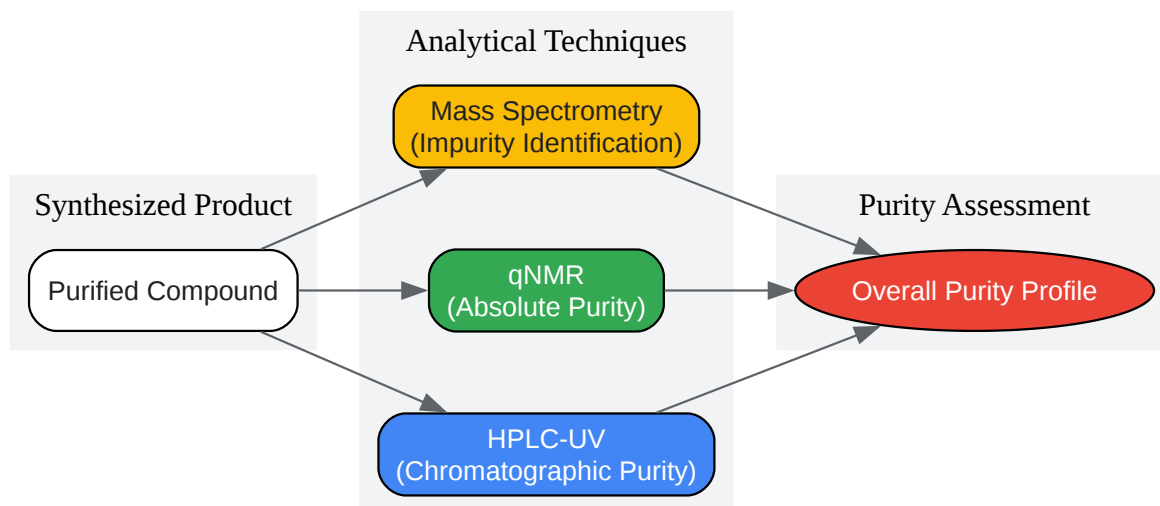 Synthesized Product
Purified Compound
Analytical Techniques
Mass Spectrometry
(Impurity Identification)
qNMR
(Absolute Purity)
HPLC-UV
(Chromatographic Purity)
Purity Assessment
Overall Purity Profile